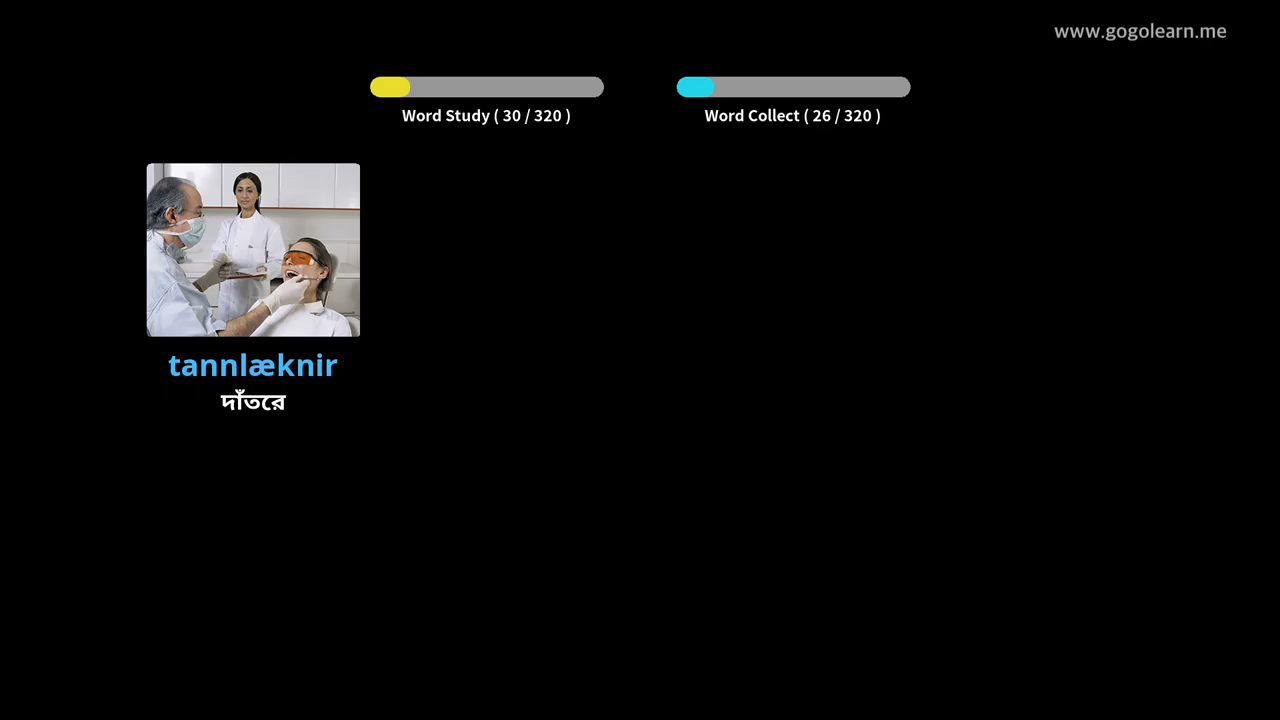 www.gogolearn.me
Word Study ( 30 / 320 )
Word Collect ( 26 / 320 )
tannlæknir
দাঁতরে